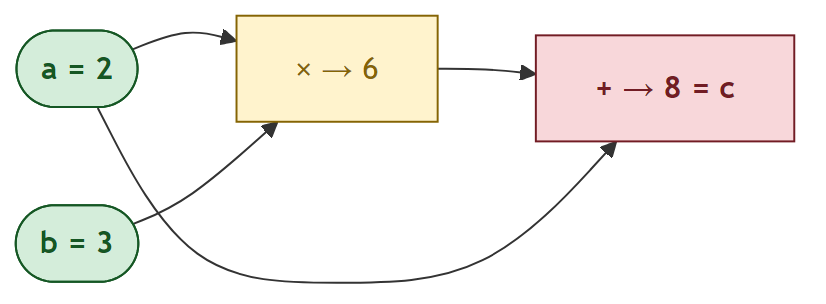 a = 2
× → 6
+ → 8 = c
b = 3